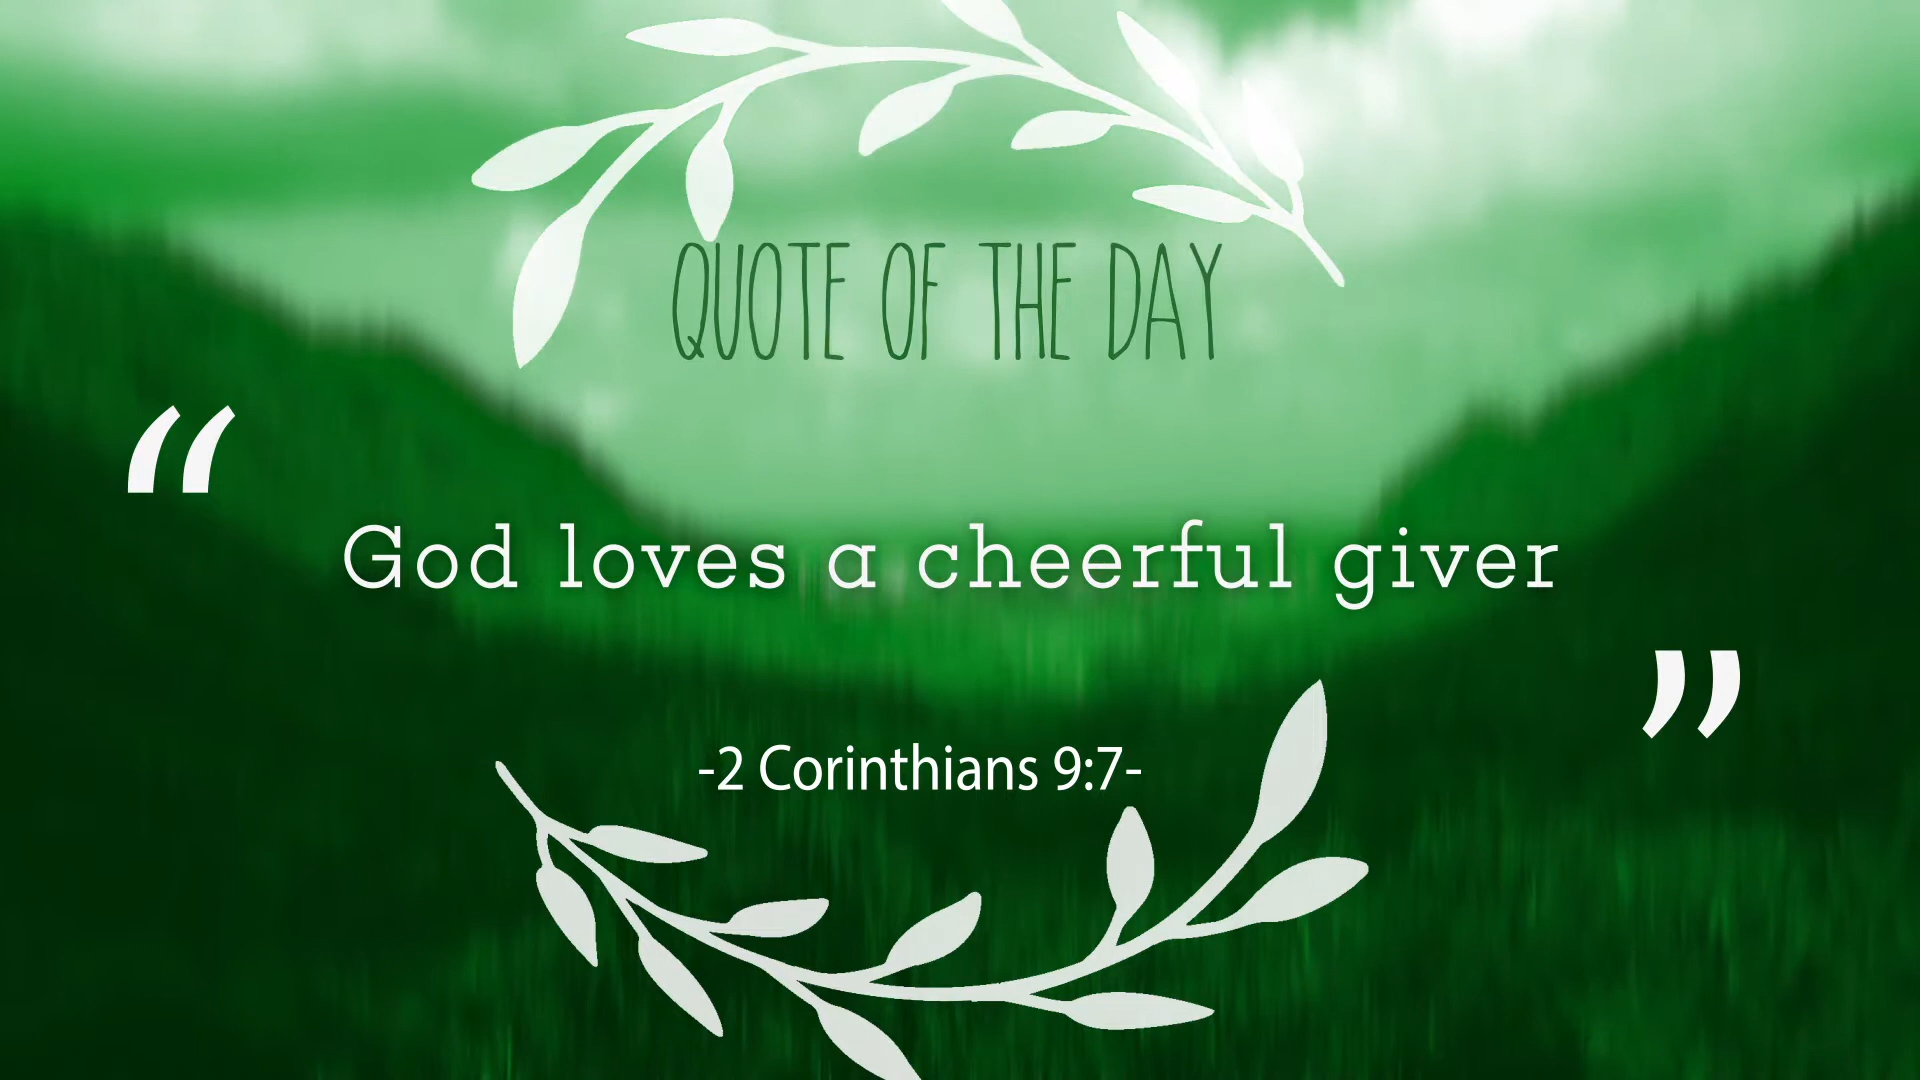 QUOTE OF THE DAY
“
God loves a cheerful giver
”
-2 Corinthians 9:7-